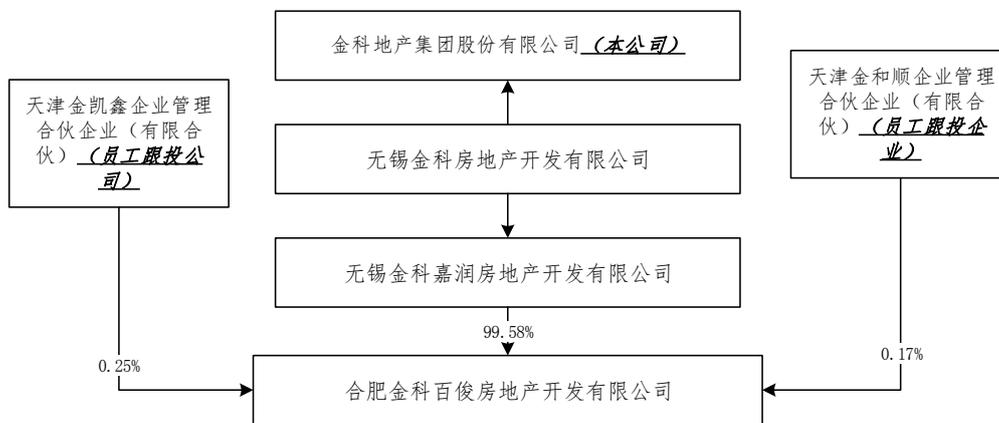 金科地产集团股份有限公司（本公司）
天津金凯鑫企业管理
合伙企业（有限合
伙）（员工跟投公
司）
天津金和顺企业管理
合伙企业（有限合
伙）（员工跟投企
业）
无锡金科房地产开发有限公司
无锡金科嘉润房地产开发有限公司
99.58%
0.25%
0.17%
合肥金科百俊房地产开发有限公司